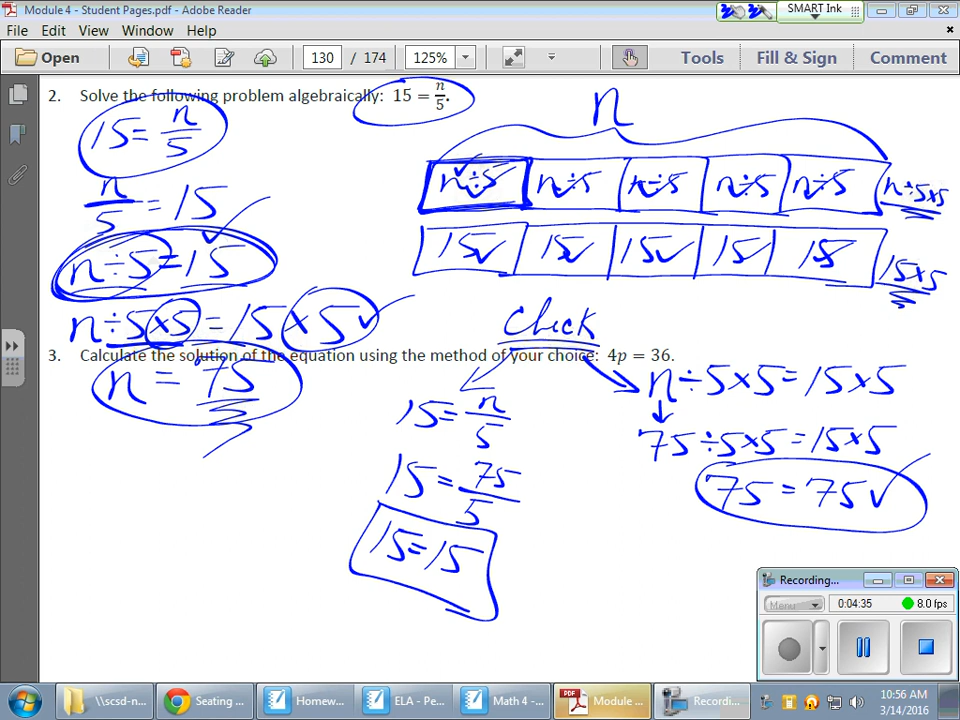 Module 4 - Student Pages.pdf - Adobe Reader
SMART Ink
File Edit View Window Help
Open 130 / 174 125% Tools Fill & Sign Comment
2. Solve the following problem algebraically: 15 = n/5.
15 = n/5
n/5 = 15
n ÷ 5 = 15
n ÷ 5 × 5 = 15 × 5 ✓
n = 75
n
n÷5 n÷5 n÷5 n÷5 n÷5 n÷5×5
15✓ 15✓ 15✓ 15✓ 15 15×5
Check
3. Calculate the solution of the equation using the method of your choice: 4p = 36.
15 = n/5
15 = 75/5
15 = 15
n ÷ 5 × 5 = 15 × 5
75 ÷ 5 × 5 = 15 × 5
75 = 75 ✓
Recording...
Menu 0:04:35 8.0 fps
\\scsd-n... Seating ... Homew... ELA - Pe... Math 4 -... Module ... Recordi...
10:56 AM
3/14/2016